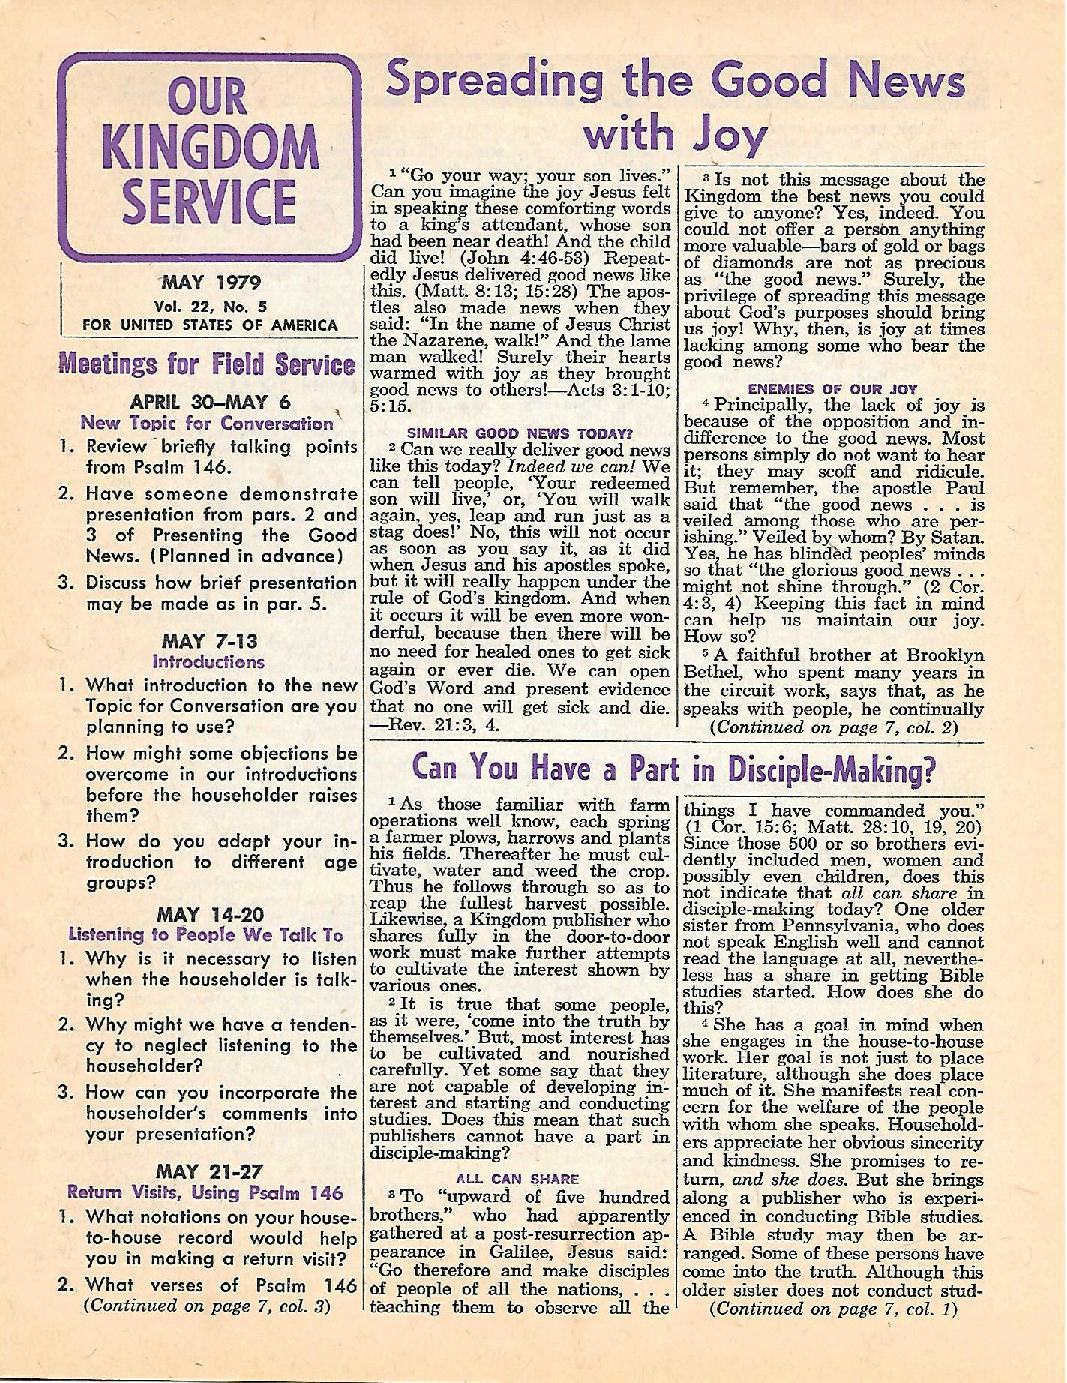 OUR
KINGDOM
SERVICE
MAY 1979
Vol. 22, No. 5
FOR UNITED STATES OF AMERICA
Meetings for Field Service
APRIL 30–MAY 6
New Topic for Conversation
1. Review briefly talking points
from Psalm 146.
2. Have someone demonstrate
presentation from pars. 2 and
3 of Presenting the Good
News. (Planned in advance)
3. Discuss how brief presentation
may be made as in par. 5.
MAY 7-13
Introductions
1. What introduction to the new
Topic for Conversation are you
planning to use?
2. How might some objections be
overcome in our introductions
before the householder raises
them?
3. How do you adapt your in-
troduction to different age
groups?
MAY 14-20
Listening to People We Talk To
1. Why is it necessary to listen
when the householder is talk-
ing?
2. Why might we have a tenden-
cy to neglect listening to the
householder?
3. How can you incorporate the
householder's comments into
your presentation?
MAY 21-27
Return Visits, Using Psalm 146
1. What notations on your house-
to-house record would help
you in making a return visit?
2. What verses of Psalm 146
(Continued on page 7, col. 3)
Spreading the Good News
with Joy
1 "Go your way; your son lives."
Can you imagine the joy Jesus felt
in speaking these comforting words
to a king's attendant, whose son
had been near death! And the child
did live! (John 4:46-53) Repeat-
edly Jesus delivered good news like
this. (Matt. 8:13; 15:28) The apos-
tles also made news when they
said: "In the name of Jesus Christ
the Nazarene, walk!" And the lame
man walked! Surely their hearts
warmed with joy as they brought
good news to others!—Acts 3:1-10;
5:15.
SIMILAR GOOD NEWS TODAY?
2 Can we really deliver good news
like this today? Indeed we can! We
can tell people, 'Your redeemed
son will live,' or, 'You will walk
again, yes, leap and run just as a
stag does!' No, this will not occur
as soon as you say it, as it did
when Jesus and his apostles spoke,
but it will really happen under the
rule of God's kingdom. And when
it occurs it will be even more won-
derful, because then there will be
no need for healed ones to get sick
again or ever die. We can open
God's Word and present evidence
that no one will get sick and die.
—Rev. 21:3, 4.
3 Is not this message about the
Kingdom the best news you could
give to anyone? Yes, indeed. You
could not offer a person anything
more valuable—bars of gold or bags
of diamonds are not as precious
as "the good news." Surely, the
privilege of spreading this message
about God's purposes should bring
us joy! Why, then, is joy at times
lacking among some who bear the
good news?
ENEMIES OF OUR JOY
4 Principally, the lack of joy is
because of the opposition and in-
difference to the good news. Most
persons simply do not want to hear
it; they may scoff and ridicule.
But remember, the apostle Paul
said that "the good news . . . is
veiled among those who are per-
ishing." Veiled by whom? By Satan.
Yes, he has blinded peoples' minds
so that "the glorious good news . . .
might not shine through." (2 Cor.
4:3, 4) Keeping this fact in mind
can help us maintain our joy.
How so?
5 A faithful brother at Brooklyn
Bethel, who spent many years in
the circuit work, says that, as he
speaks with people, he continually
(Continued on page 7, col. 2)
Can You Have a Part in Disciple-Making?
1 As those familiar with farm
operations well know, each spring
a farmer plows, harrows and plants
his fields. Thereafter he must cul-
tivate, water and weed the crop.
Thus he follows through so as to
reap the fullest harvest possible.
Likewise, a Kingdom publisher who
shares fully in the door-to-door
work must make further attempts
to cultivate the interest shown by
various ones.
2 It is true that some people,
as it were, 'come into the truth by
themselves.' But, most interest has
to be cultivated and nourished
carefully. Yet some say that they
are not capable of developing in-
terest and starting and conducting
studies. Does this mean that such
publishers cannot have a part in
disciple-making?
ALL CAN SHARE
3 To "upward of five hundred
brothers," who had apparently
gathered at a post-resurrection ap-
pearance in Galilee, Jesus said:
"Go therefore and make disciples
of people of all the nations, . . .
teaching them to observe all the
things I have commanded you."
(1 Cor. 15:6; Matt. 28:10, 19, 20)
Since those 500 or so brothers evi-
dently included men, women and
possibly even children, does this
not indicate that all can share in
disciple-making today? One older
sister from Pennsylvania, who does
not speak English well and cannot
read the language at all, neverthe-
less has a share in getting Bible
studies started. How does she do
this?
4 She has a goal in mind when
she engages in the house-to-house
work. Her goal is not just to place
literature, although she does place
much of it. She manifests real con-
cern for the welfare of the people
with whom she speaks. Household-
ers appreciate her obvious sincerity
and kindness. She promises to re-
turn, and she does. But she brings
along a publisher who is experi-
enced in conducting Bible studies.
A Bible study may then be ar-
ranged. Some of these persons have
come into the truth. Although this
older sister does not conduct stud-
(Continued on page 7, col. 1)